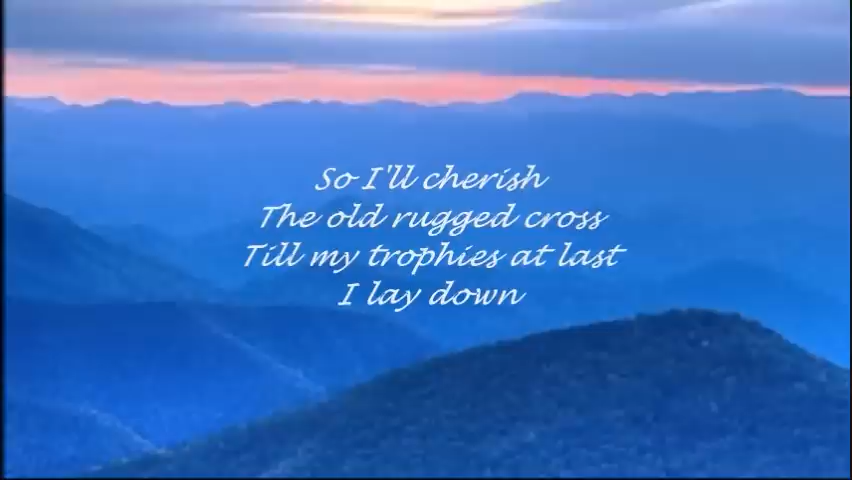 So I'll cherish
The old rugged cross
Till my trophies at last
I lay down